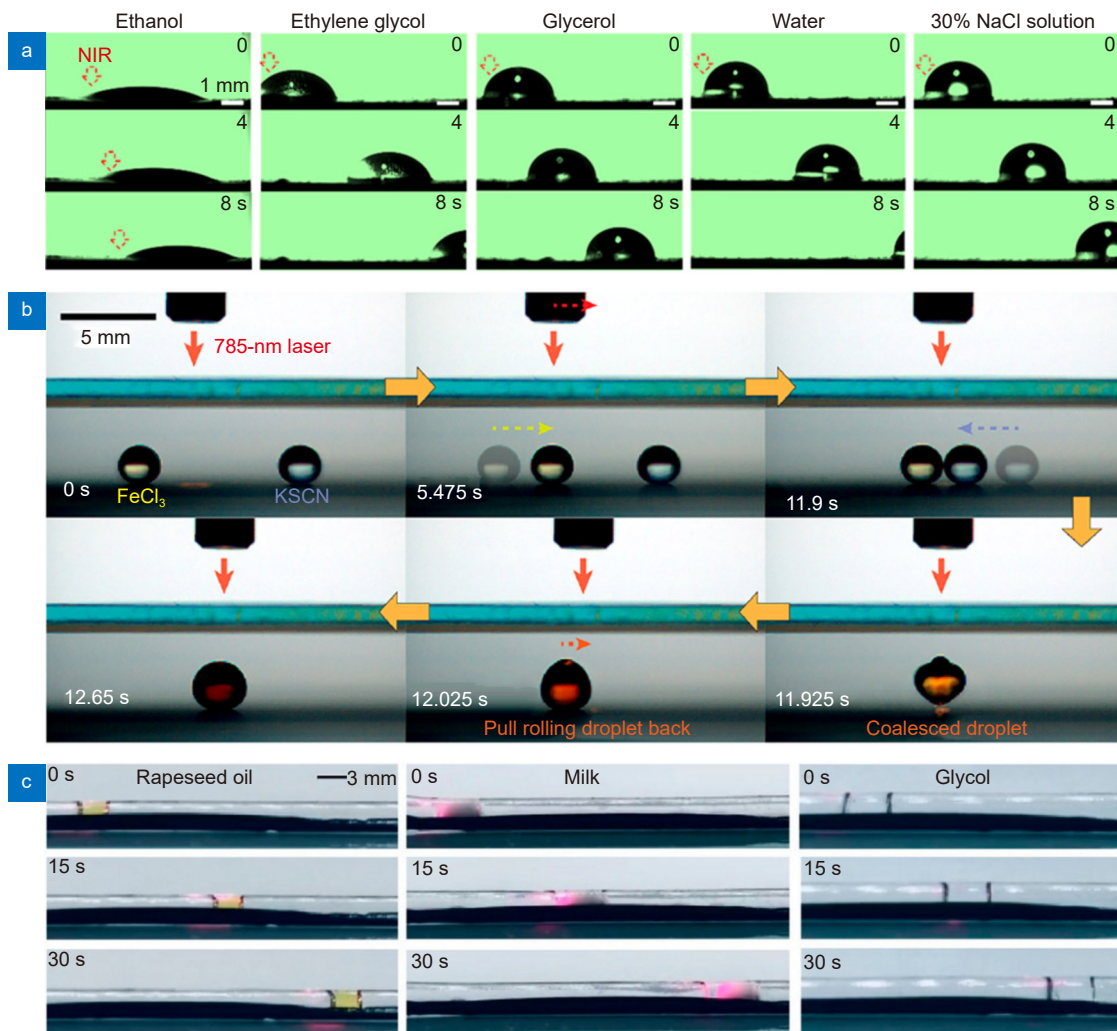 Ethanol Ethylene glycol Glycerol Water 30% NaCl solution
a
NIR
0 0 0 0 0
1 mm
4 4 4 4 4
8 s 8 s 8 s 8 s 8 s
b
5 mm
785-nm laser
0 s
FeCl₃
KSCN
5.475 s
11.9 s
12.65 s
12.025 s
Pull rolling droplet back
11.925 s
Coalesced droplet
c
0 s Rapeseed oil 3 mm
0 s Milk
0 s Glycol
15 s 15 s 15 s
30 s 30 s 30 s